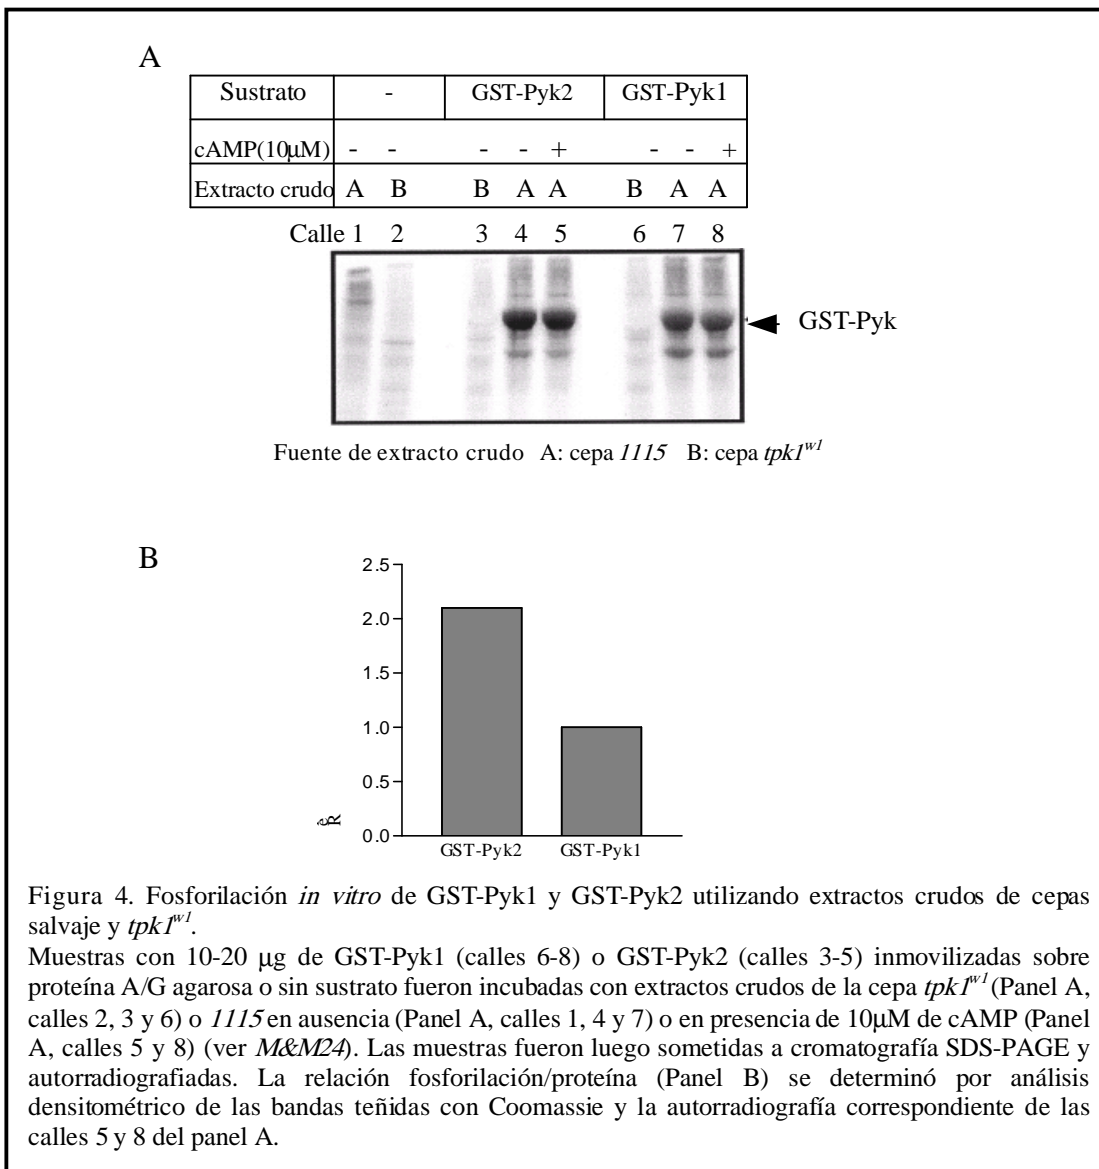 A
Sustrato - GST-Pyk2 GST-Pyk1
cAMP(10µM) - - - - + - - +
Extracto crudo A B B A A B A A
Calle 1 2 3 4 5 6 7 8
GST-Pyk
Fuente de extracto crudo A: cepa 1115 B: cepa tpk1w1
B
2.5
2.0
1.5
1.0
0.5
0.0
GST-Pyk2 GST-Pyk1
Figura 4. Fosforilación in vitro de GST-Pyk1 y GST-Pyk2 utilizando extractos crudos de cepas
salvaje y tpk1w1.
Muestras con 10-20 µg de GST-Pyk1 (calles 6-8) o GST-Pyk2 (calles 3-5) inmovilizadas sobre
proteína A/G agarosa o sin sustrato fueron incubadas con extractos crudos de la cepa tpk1w1(Panel A,
calles 2, 3 y 6) o 1115 en ausencia (Panel A, calles 1, 4 y 7) o en presencia de 10µM de cAMP (Panel
A, calles 5 y 8) (ver M&M24). Las muestras fueron luego sometidas a cromatografía SDS-PAGE y
autorradiografiadas. La relación fosforilación/proteína (Panel B) se determinó por análisis
densitométrico de las bandas teñidas con Coomassie y la autorradiografía correspondiente de las
calles 5 y 8 del panel A.